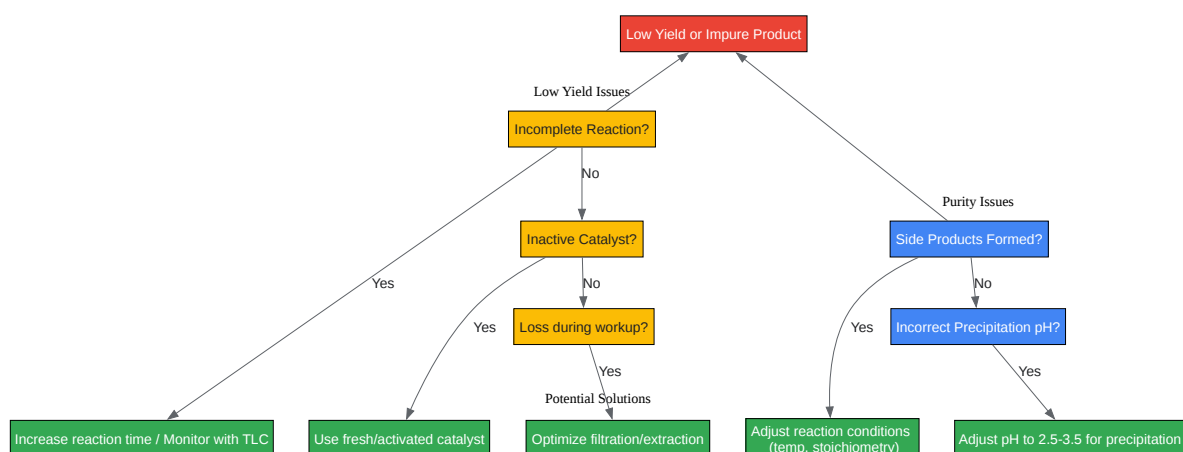 Low Yield or Impure Product
Low Yield Issues
Incomplete Reaction?
No
Purity Issues
Inactive Catalyst?
Side Products Formed?
Yes
No
No
Loss during workup?
Incorrect Precipitation pH?
Yes
Yes
Yes
Yes
Potential Solutions
Increase reaction time / Monitor with TLC
Use fresh/activated catalyst
Optimize filtration/extraction
Adjust reaction conditions
(temp, stoichiometry)
Adjust pH to 2.5-3.5 for precipitation